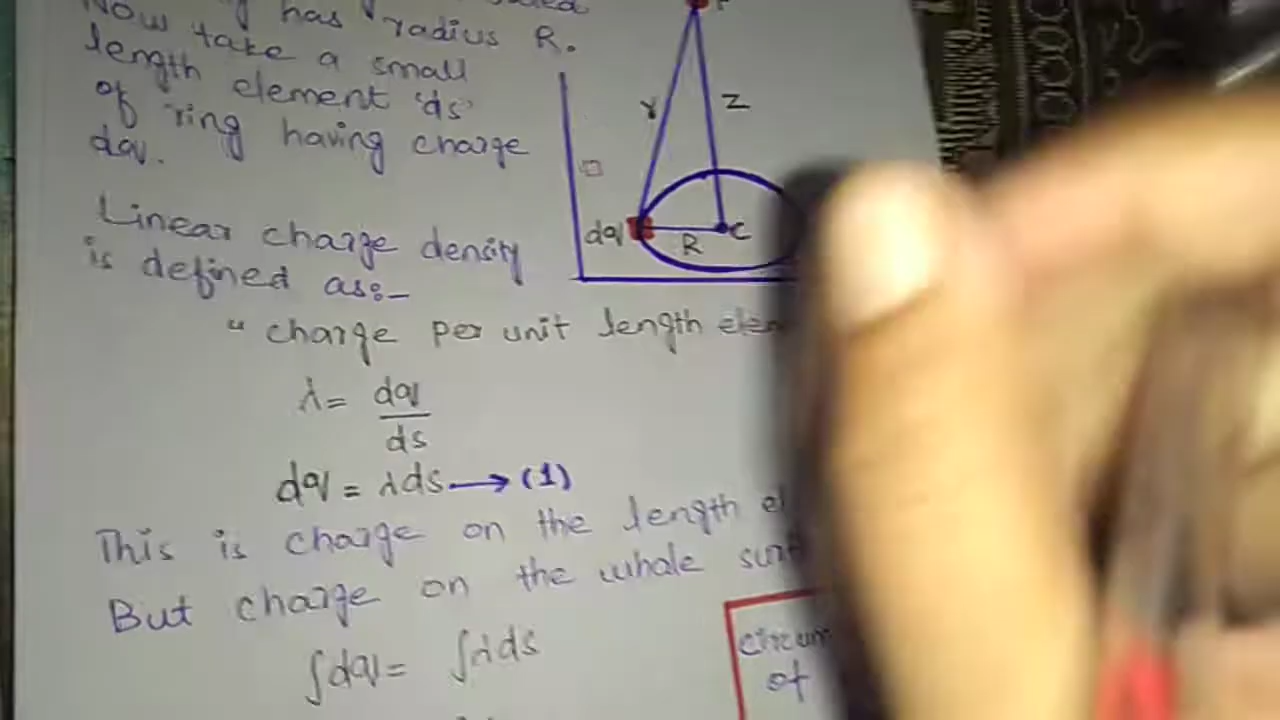 has radius R.
Now take a small
length element 'ds'
of ring having charge
dq.
r
Z
dq
R
C
Linear charge density
is defined as:-
" charge per unit length
λ = dq
ds
dq = λds → (1)
This is charge on the length
But charge on the whole
∫dq = ∫λds
of